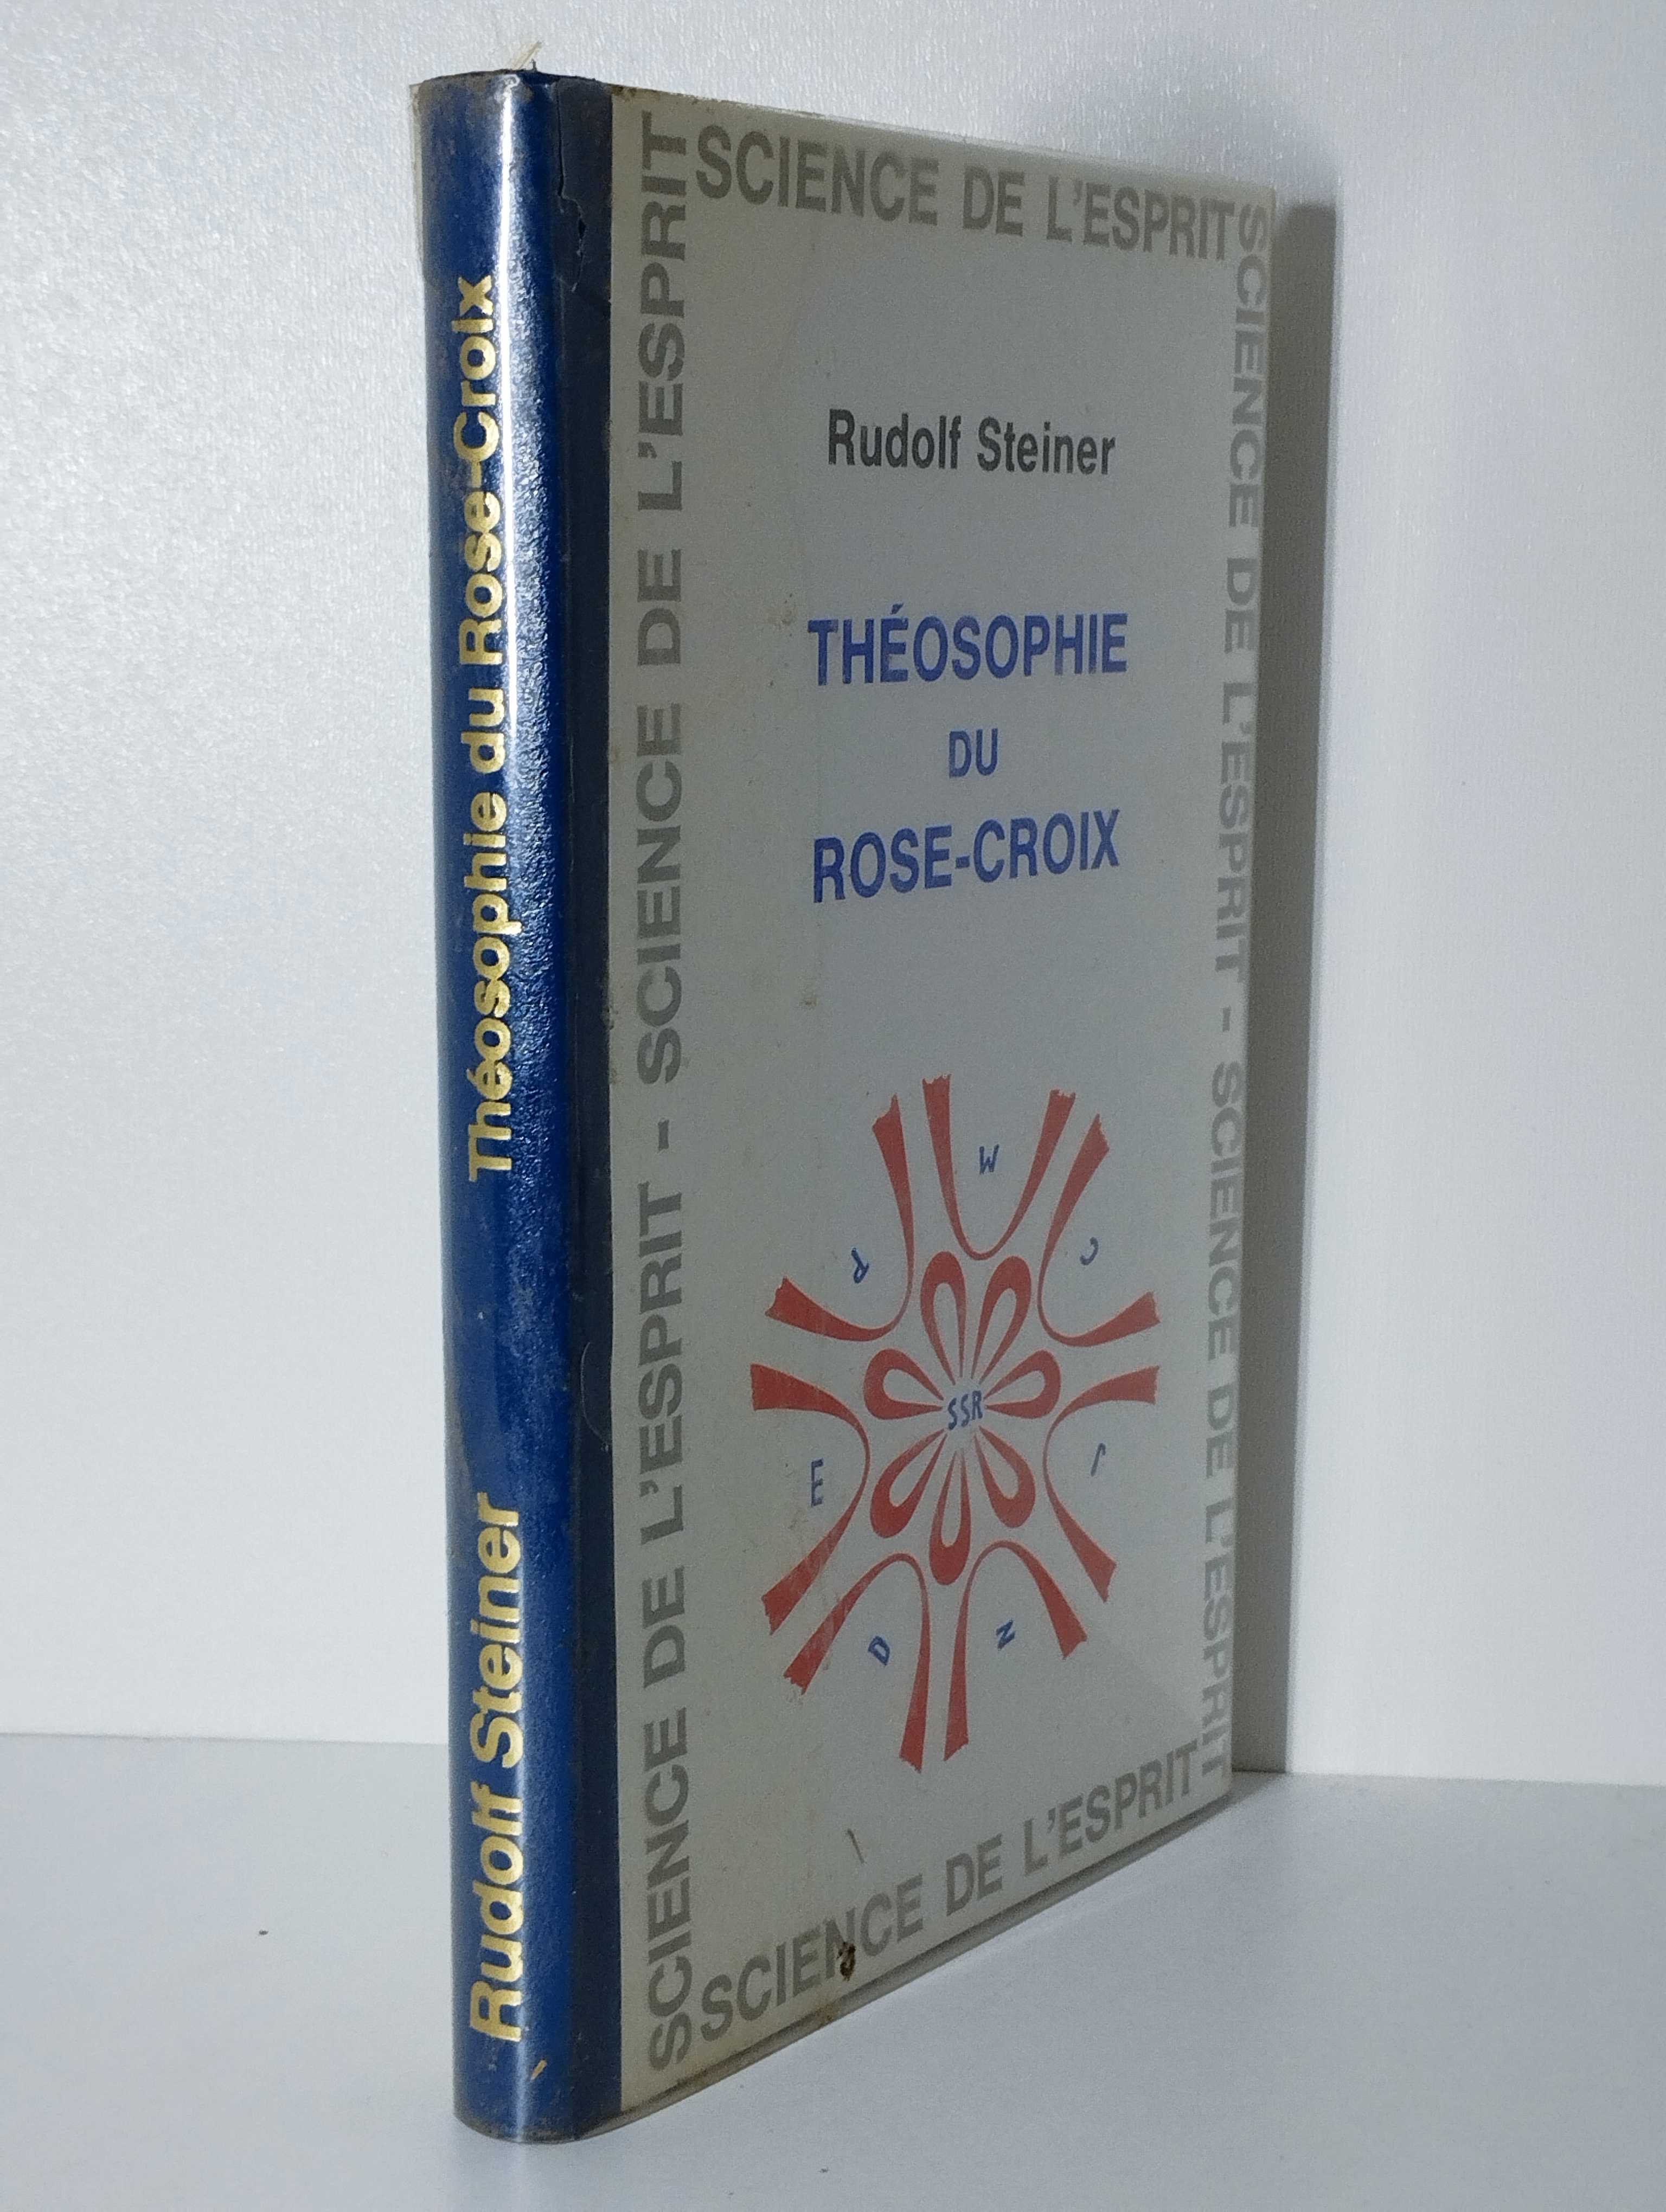 Rudolf Steiner Théosophie du Rose-Croix
SCIENCE DE L'ESPRIT
SCIENCE DE L'ESPRIT - SCIENCE DE L'ESPRIT
SCIENCE DE L'ESPRIT - SCIENCE DE L'ESPRIT
Rudolf Steiner
THÉOSOPHIE
DU
ROSE-CROIX
W
R
C
SSR
E
J
D
N
SCIENCE DE L'ESPRIT